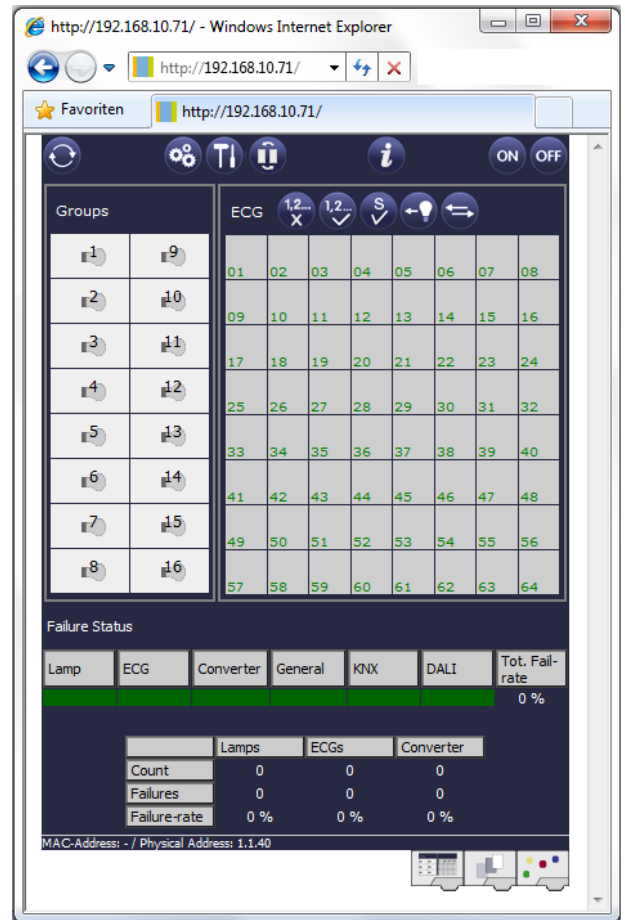 http://192.168.10.71/ - Windows Internet Explorer
http://192.168.10.71/
Favoriten
http://192.168.10.71/
i
ON OFF
Groups
ECG 1,2... X 1,2... S
1 9
2 10
3 11
4 12
5 13
6 14
7 15
8 16
01 02 03 04 05 06 07 08
09 10 11 12 13 14 15 16
17 18 19 20 21 22 23 24
25 26 27 28 29 30 31 32
33 34 35 36 37 38 39 40
41 42 43 44 45 46 47 48
49 50 51 52 53 54 55 56
57 58 59 60 61 62 63 64
Failure Status
Lamp ECG Converter General KNX DALI Tot. Fail-
rate
0 %
Lamps ECGs Converter
Count 0 0 0
Failures 0 0 0
Failure-rate 0 % 0 % 0 %
MAC-Address: - / Physical Address: 1.1.40